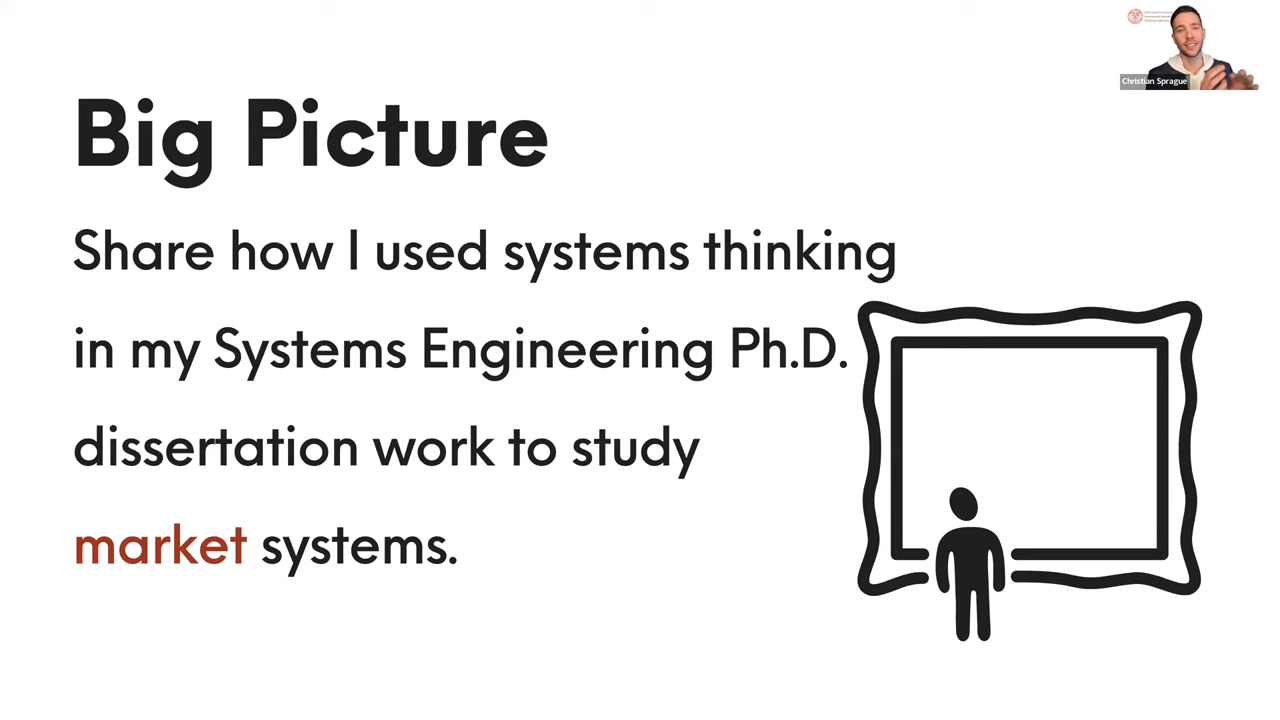 Christian Sprague
Big Picture
Share how I used systems thinking
in my Systems Engineering Ph.D.
dissertation work to study
market systems.